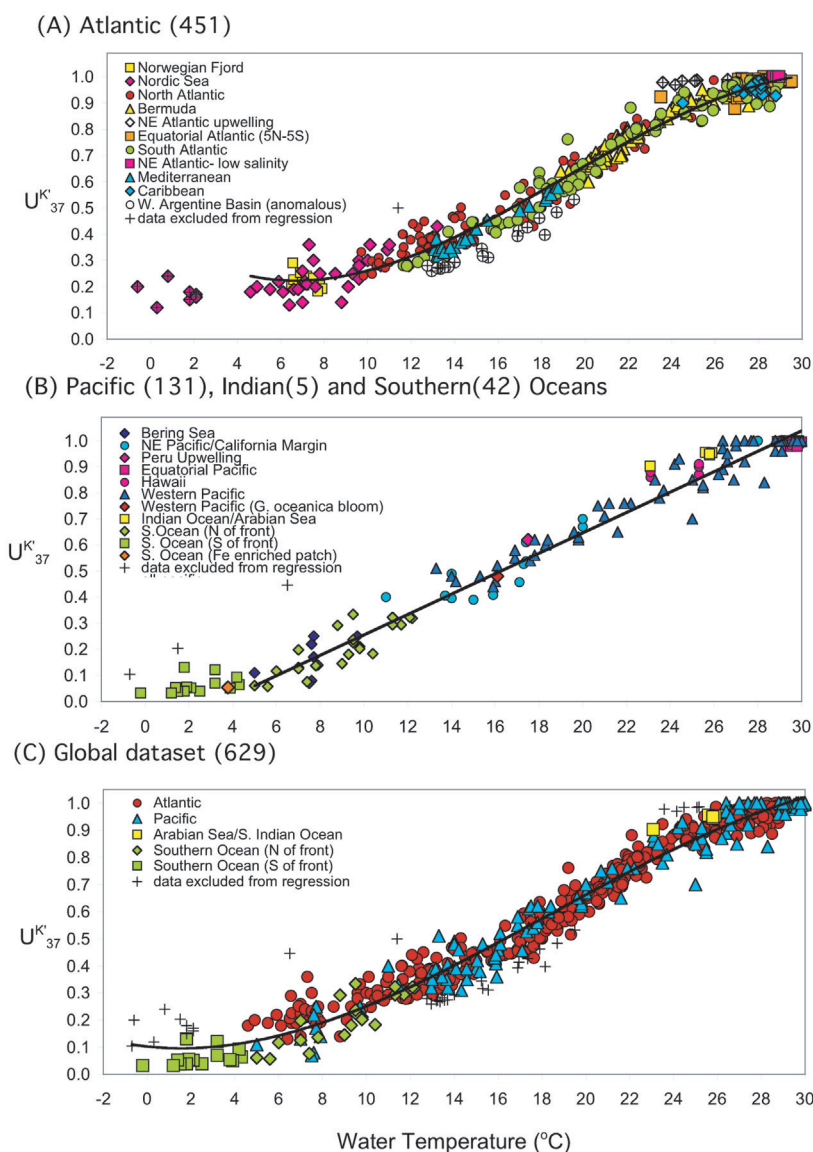 (A) Atlantic (451)
Norwegian Fjord
Nordic Sea
North Atlantic
Bermuda
NE Atlantic upwelling
Equatorial Atlantic (5N-5S)
South Atlantic
NE Atlantic- low salinity
Mediterranean
Caribbean
W. Argentine Basin (anomalous)
data excluded from regression
1.0
0.9
0.8
0.7
0.6
0.5
0.4
0.3
0.2
0.1
0.0
U^K'_37
-2 0 2 4 6 8 10 12 14 16 18 20 22 24 26 28 30
(B) Pacific (131), Indian(5) and Southern(42) Oceans
Bering Sea
NE Pacific/California Margin
Peru Upwelling
Equatorial Pacific
Hawaii
Western Pacific
Western Pacific (G. oceanica bloom)
Indian Ocean/Arabian Sea
S.Ocean (N of front)
S. Ocean (S of front)
S. Ocean (Fe enriched patch)
data excluded from regression
1.0
0.9
0.8
0.7
0.6
0.5
0.4
0.3
0.2
0.1
0.0
U^K'_37
-2 0 2 4 6 8 10 12 14 16 18 20 22 24 26 28 30
(C) Global dataset (629)
Atlantic
Pacific
Arabian Sea/S. Indian Ocean
Southern Ocean (N of front)
Southern Ocean (S of front)
data excluded from regression
1.0
0.9
0.8
0.7
0.6
0.5
0.4
0.3
0.2
0.1
0.0
U^K'_37
-2 0 2 4 6 8 10 12 14 16 18 20 22 24 26 28 30
Water Temperature (°C)